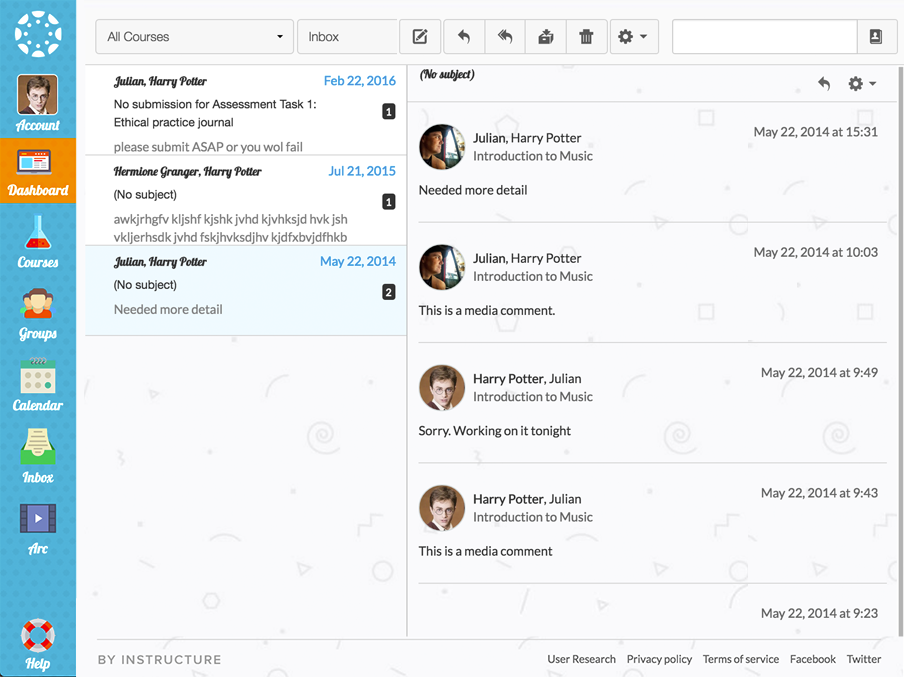 All Courses
Inbox
Account
Dashboard
Courses
Groups
Calendar
Inbox
Arc
Help
Julian, Harry Potter
Feb 22, 2016
No submission for Assessment Task 1:
1
Ethical practice journal
please submit ASAP or you wol fail
Hermione Granger, Harry Potter
Jul 21, 2015
(No subject)
1
awkjrhgfv kljshf kjshk jvhd kjvhksjd hvk jsh
vkljerhsdk jvhd fskjhvksdjhv kjdfxbvjdfhkb
Julian, Harry Potter
May 22, 2014
(No subject)
2
Needed more detail
(No subject)
Julian, Harry Potter
May 22, 2014 at 15:31
Introduction to Music
Needed more detail
Julian, Harry Potter
May 22, 2014 at 10:03
Introduction to Music
This is a media comment.
Harry Potter, Julian
May 22, 2014 at 9:49
Introduction to Music
Sorry. Working on it tonight
Harry Potter, Julian
May 22, 2014 at 9:43
Introduction to Music
This is a media comment
May 22, 2014 at 9:23
BY INSTRUCTURE
User Research Privacy policy Terms of service Facebook Twitter